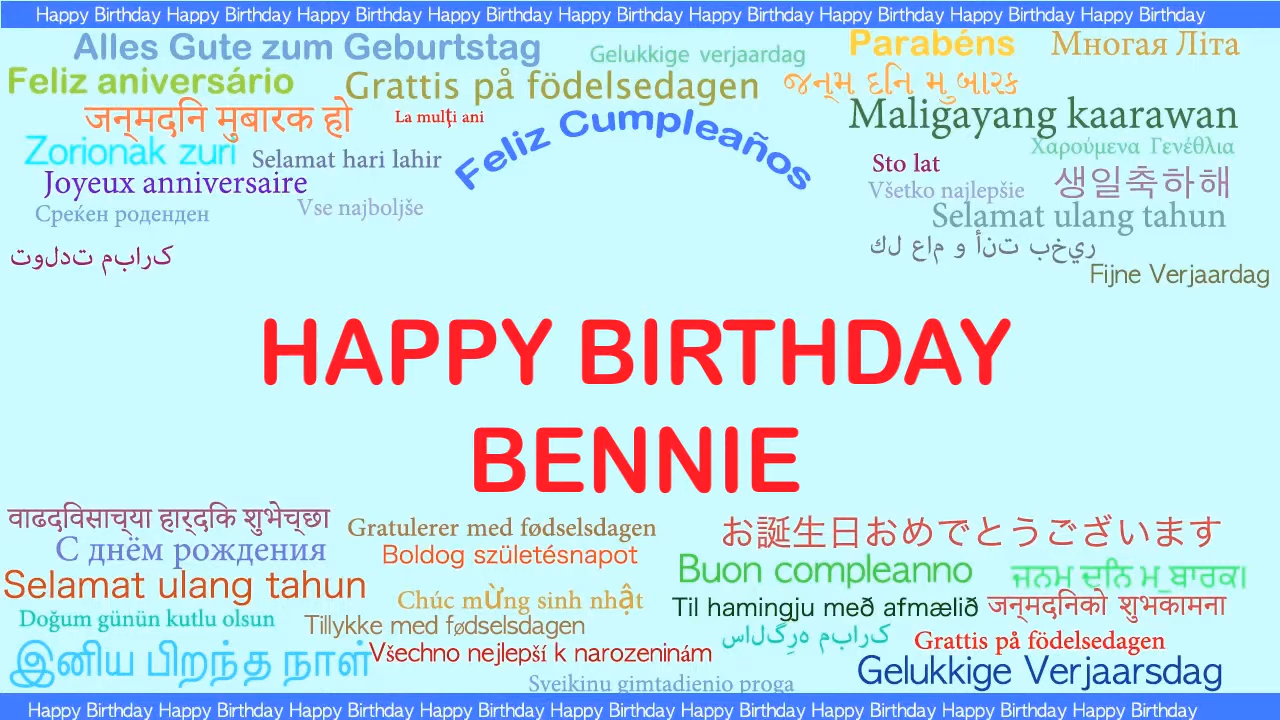 Happy Birthday Happy Birthday Happy Birthday Happy Birthday Happy Birthday Happy Birthday Happy Birthday Happy Birthday Happy Birthday
Alles Gute zum Geburtstag
Gelukkige verjaardag
Parabéns
Многая Літа
Feliz aniversário
Grattis på födelsedagen
જન્મ દિન મુબારક
जन्मदिन मुबारक हो
La mulţi ani
Feliz Cumpleaños
Maligayang kaarawan
Zorionak zuri
Selamat hari lahir
Sto lat
Χαρούμενα Γενέθλια
Joyeux anniversaire
Všetko najlepšie
생일축하해
Среќен роденден
Vse najboljše
Selamat ulang tahun
تولدت مبارک
كل عام و أنت بخير
Fijne Verjaardag
HAPPY BIRTHDAY
BENNIE
वाढदिवसाच्या हार्दिक शुभेच्छा
Gratulerer med fødselsdagen
お誕生日おめでとうございます
С днём рождения
Boldog születésnapot
Buon compleanno
ਜਨਮ ਦਿਨ ਮੁਬਾਰਕ।
Selamat ulang tahun
Chúc mừng sinh nhật
Til hamingju með afmælið
जन्मदिनको शुभकामना
Doğum günün kutlu olsun
Tillykke med fødselsdagen
سالگرہ مبارک
Grattis på födelsedagen
இனிய பிறந்த நாள்
Všechno nejlepší k narozeninám
Gelukkige Verjaarsdag
Sveikinu gimtadienio proga
Happy Birthday Happy Birthday Happy Birthday Happy Birthday Happy Birthday Happy Birthday Happy Birthday Happy Birthday Happy Birthday